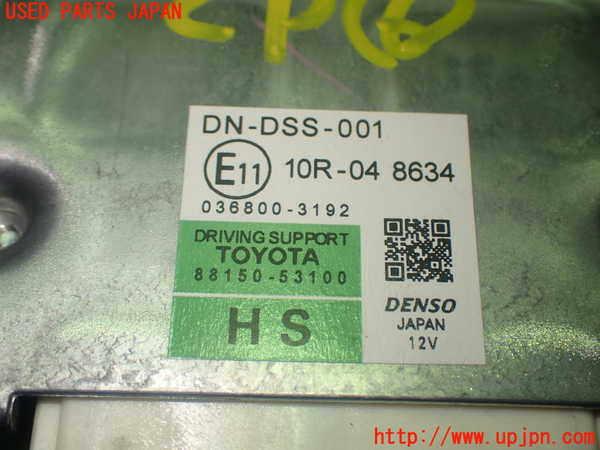 USED PARTS JAPAN
DN-DSS-001
E11 10R-04 8634
036800-3192
DRIVING SUPPORT
TOYOTA
88150-53100
HS
DENSO
JAPAN
12V
http://www.upjpn.com